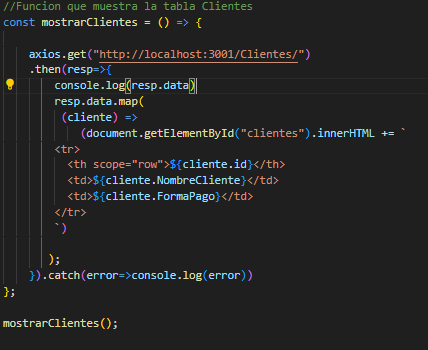 //Funcion que muestra la tabla Clientes
const mostrarClientes = () => {
axios.get("http://localhost:3001/Clientes/")
.then(resp=>{
console.log(resp.data)
resp.data.map(
(cliente) =>
(document.getElementById("clientes").innerHTML += `
<tr>
<th scope="row">${cliente.id}</th>
<td>${cliente.NombreCliente}</td>
<td>${cliente.FormaPago}</td>
</tr>
`)
);
}).catch(error=>console.log(error))
};
mostrarClientes();